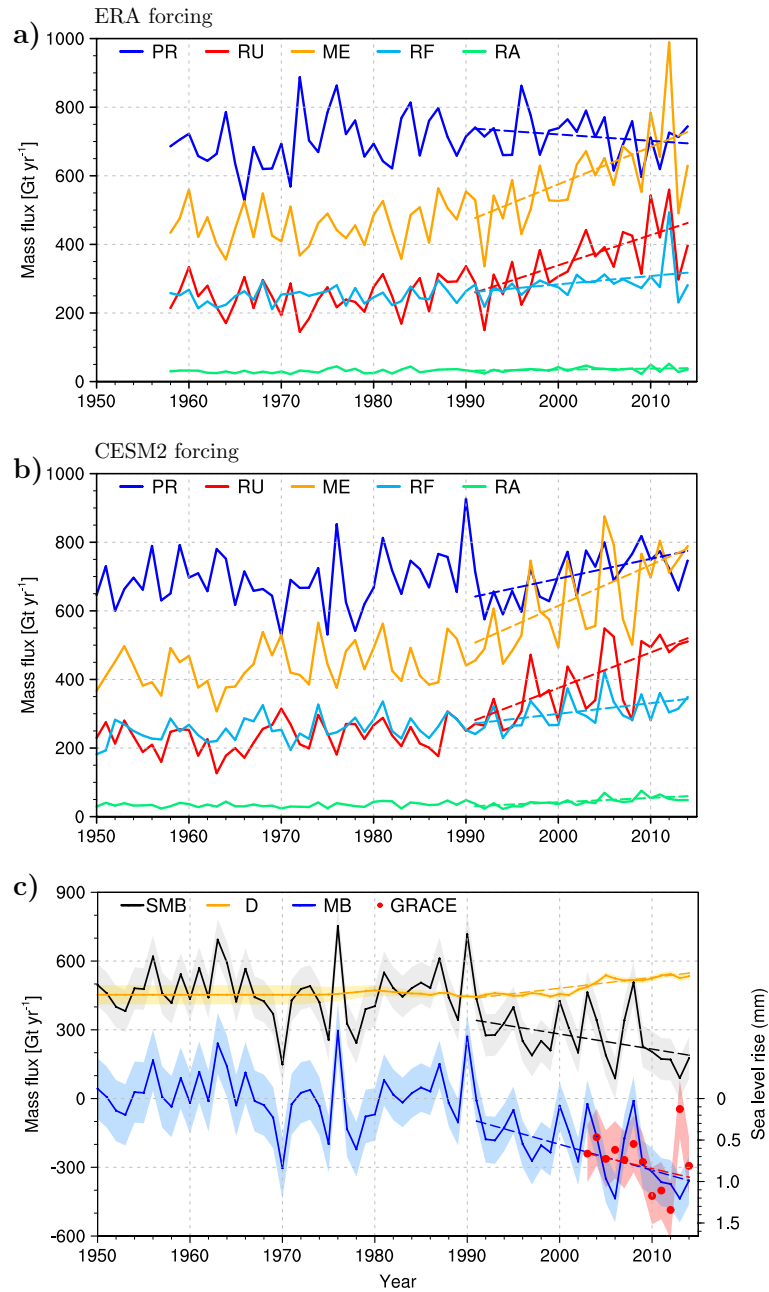 ERA forcing
a)
PR RU ME RF RA
1000
800
600
400
200
0
Mass flux [Gt yr⁻¹]
1950 1960 1970 1980 1990 2000 2010
CESM2 forcing
b)
PR RU ME RF RA
1000
800
600
400
200
0
Mass flux [Gt yr⁻¹]
1950 1960 1970 1980 1990 2000 2010
c)
SMB D MB GRACE
900
600
300
0
-300
-600
Mass flux [Gt yr⁻¹]
0
0.5
1.0
1.5
Sea level rise (mm)
1950 1960 1970 1980 1990 2000 2010
Year